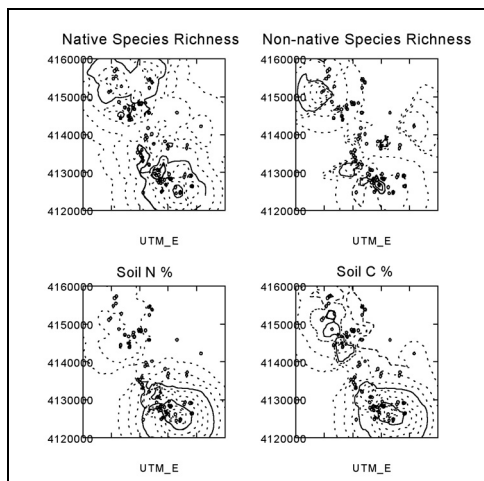 Native Species Richness
Non-native Species Richness
4160000
4150000
4140000
4130000
4120000
UTM_E
4160000
4150000
4140000
4130000
4120000
UTM_E
Soil N %
Soil C %
4160000
4150000
4140000
4130000
4120000
UTM_E
4160000
4150000
4140000
4130000
4120000
UTM_E